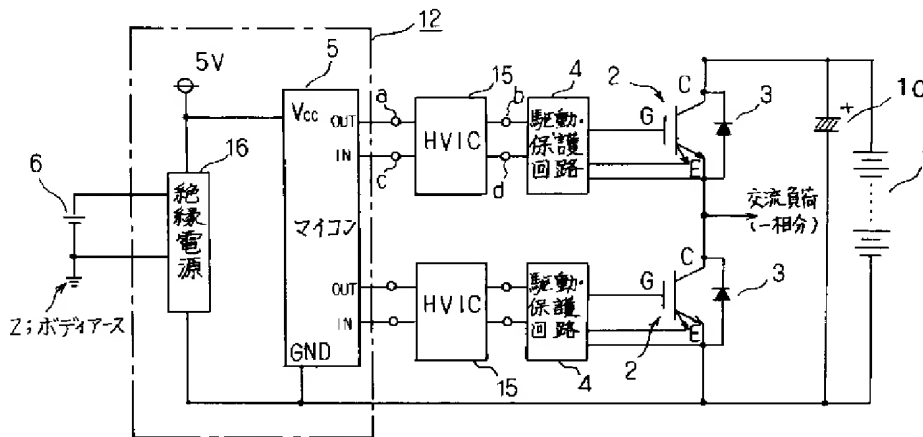 12
5V
5
15
4
2
C
3
10
Vcc
OUT
a
b
G
HVIC
駆動・
保護
回路
E
IN
c
d
16
6
絶縁電源
マイコン
交流負荷
(一相分)
Z;ボディアース
OUT
IN
GND
HVIC
駆動・
保護
回路
G
C
E
3
15
4
2